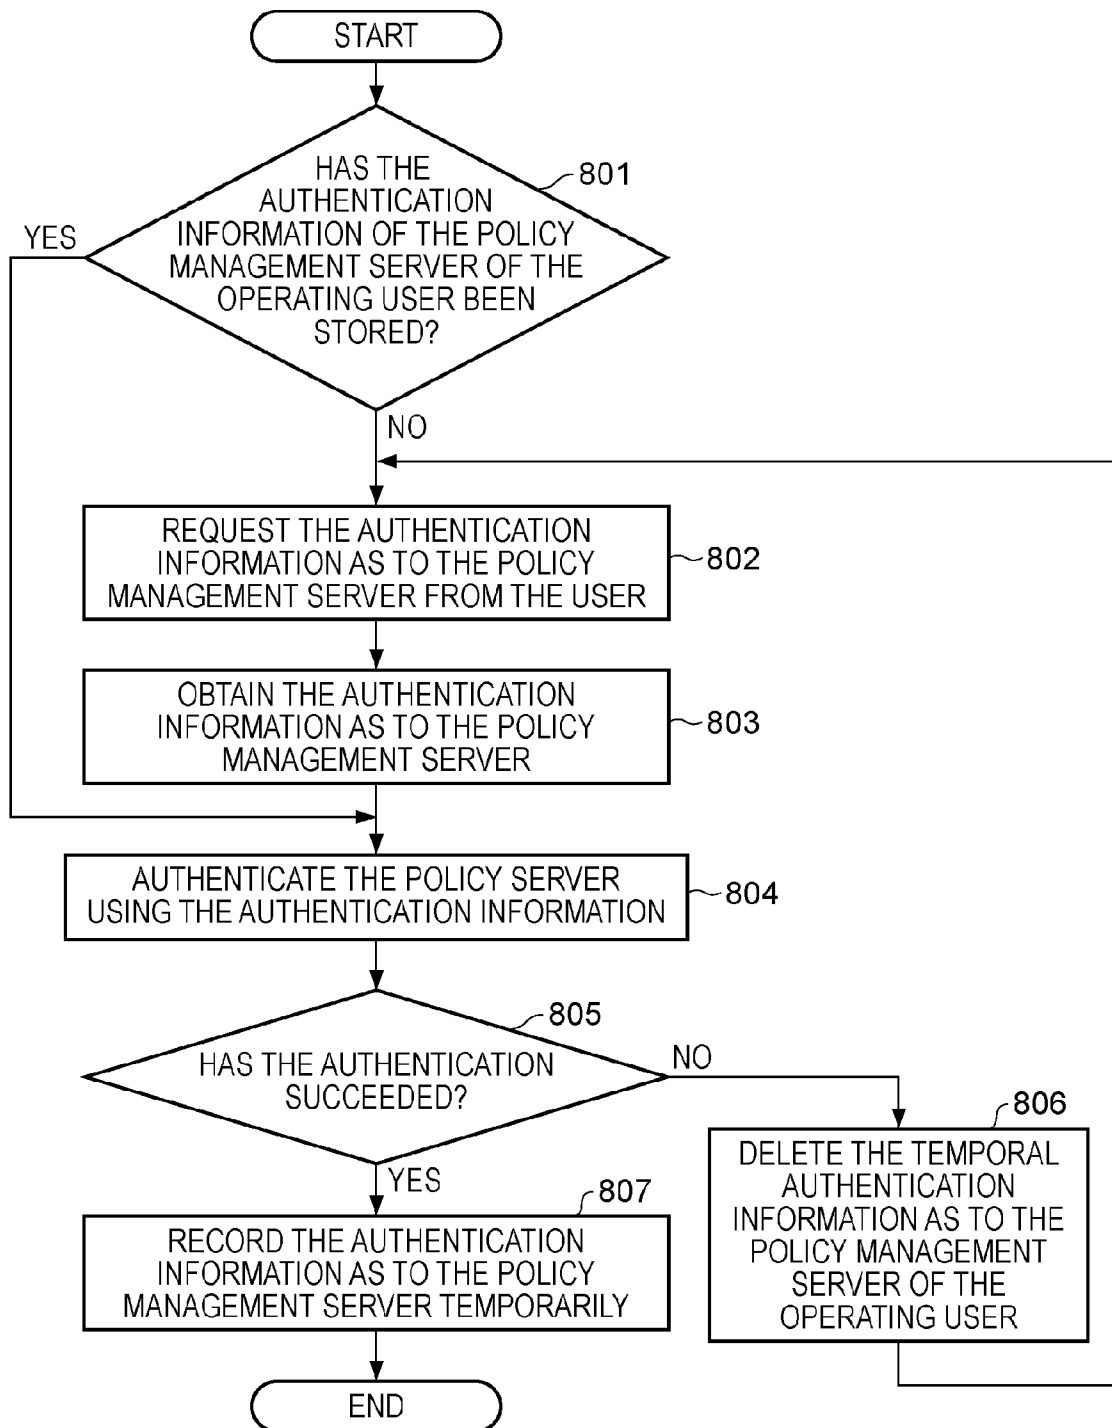 START
HAS THE
AUTHENTICATION
INFORMATION OF THE POLICY
MANAGEMENT SERVER OF THE
OPERATING USER BEEN
STORED?
801
YES
NO
REQUEST THE AUTHENTICATION
INFORMATION AS TO THE POLICY
MANAGEMENT SERVER FROM THE USER
802
OBTAIN THE AUTHENTICATION
INFORMATION AS TO THE POLICY
MANAGEMENT SERVER
803
AUTHENTICATE THE POLICY SERVER
USING THE AUTHENTICATION INFORMATION
804
HAS THE AUTHENTICATION
SUCCEEDED?
805
NO
YES
806
DELETE THE TEMPORAL
AUTHENTICATION
INFORMATION AS TO THE
POLICY MANAGEMENT
SERVER OF THE
OPERATING USER
807
RECORD THE AUTHENTICATION
INFORMATION AS TO THE POLICY
MANAGEMENT SERVER TEMPORARILY
END